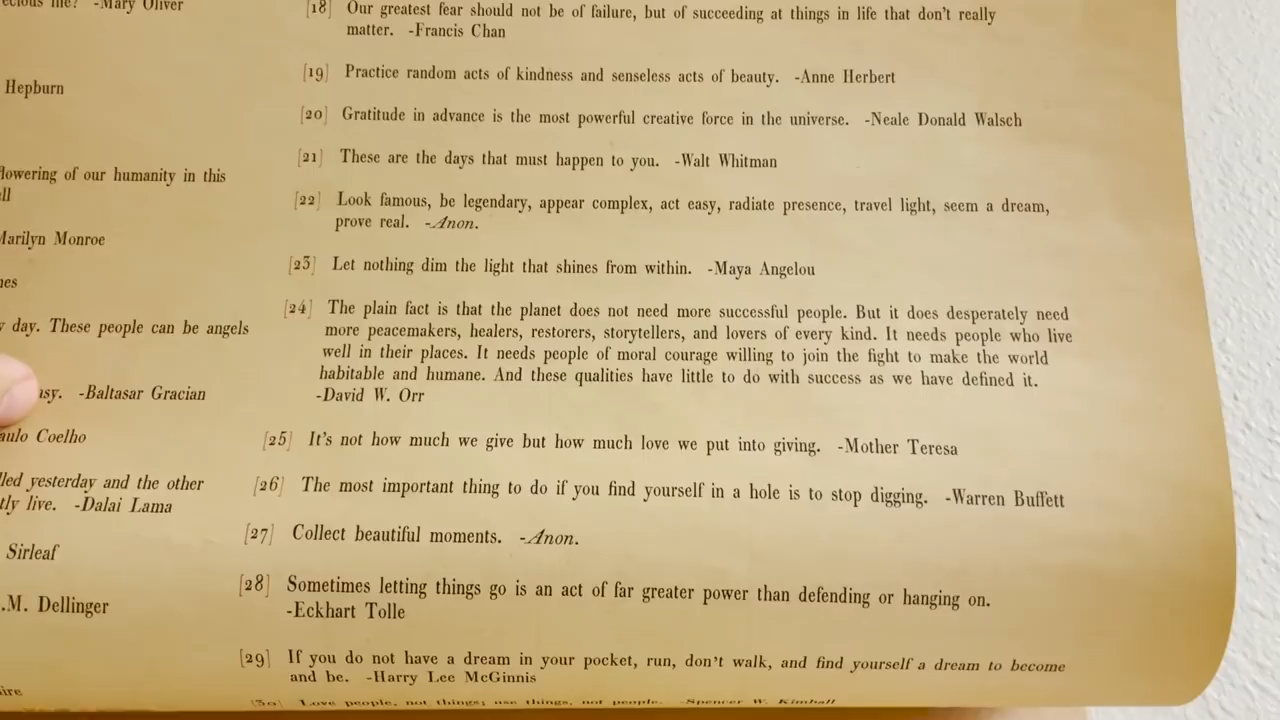 -Mary Oliver
Hepburn
of our humanity in this
Marilyn Monroe
day. These people can be angels
-Baltasar Gracian
Coelho
yesterday and the other
live. -Dalai Lama
Sirleaf
.M. Dellinger
[18] Our greatest fear should not be of failure, but of succeeding at things in life that don't really
matter. -Francis Chan
[19] Practice random acts of kindness and senseless acts of beauty. -Anne Herbert
[20] Gratitude in advance is the most powerful creative force in the universe. -Neale Donald Walsch
[21] These are the days that must happen to you. -Walt Whitman
[22] Look famous, be legendary, appear complex, act easy, radiate presence, travel light, seem a dream,
prove real. -Anon.
[23] Let nothing dim the light that shines from within. -Maya Angelou
[24] The plain fact is that the planet does not need more successful people. But it does desperately need
more peacemakers, healers, restorers, storytellers, and lovers of every kind. It needs people who live
well in their places. It needs people of moral courage willing to join the fight to make the world
habitable and humane. And these qualities have little to do with success as we have defined it.
-David W. Orr
[25] It's not how much we give but how much love we put into giving. -Mother Teresa
[26] The most important thing to do if you find yourself in a hole is to stop digging. -Warren Buffett
[27] Collect beautiful moments. -Anon.
[28] Sometimes letting things go is an act of far greater power than defending or hanging on.
-Eckhart Tolle
[29] If you do not have a dream in your pocket, run, don't walk, and find yourself a dream to become
and be. -Harry Lee McGinnis
[30] Love people, not things; use things, not people. -Spencer W. Kimball